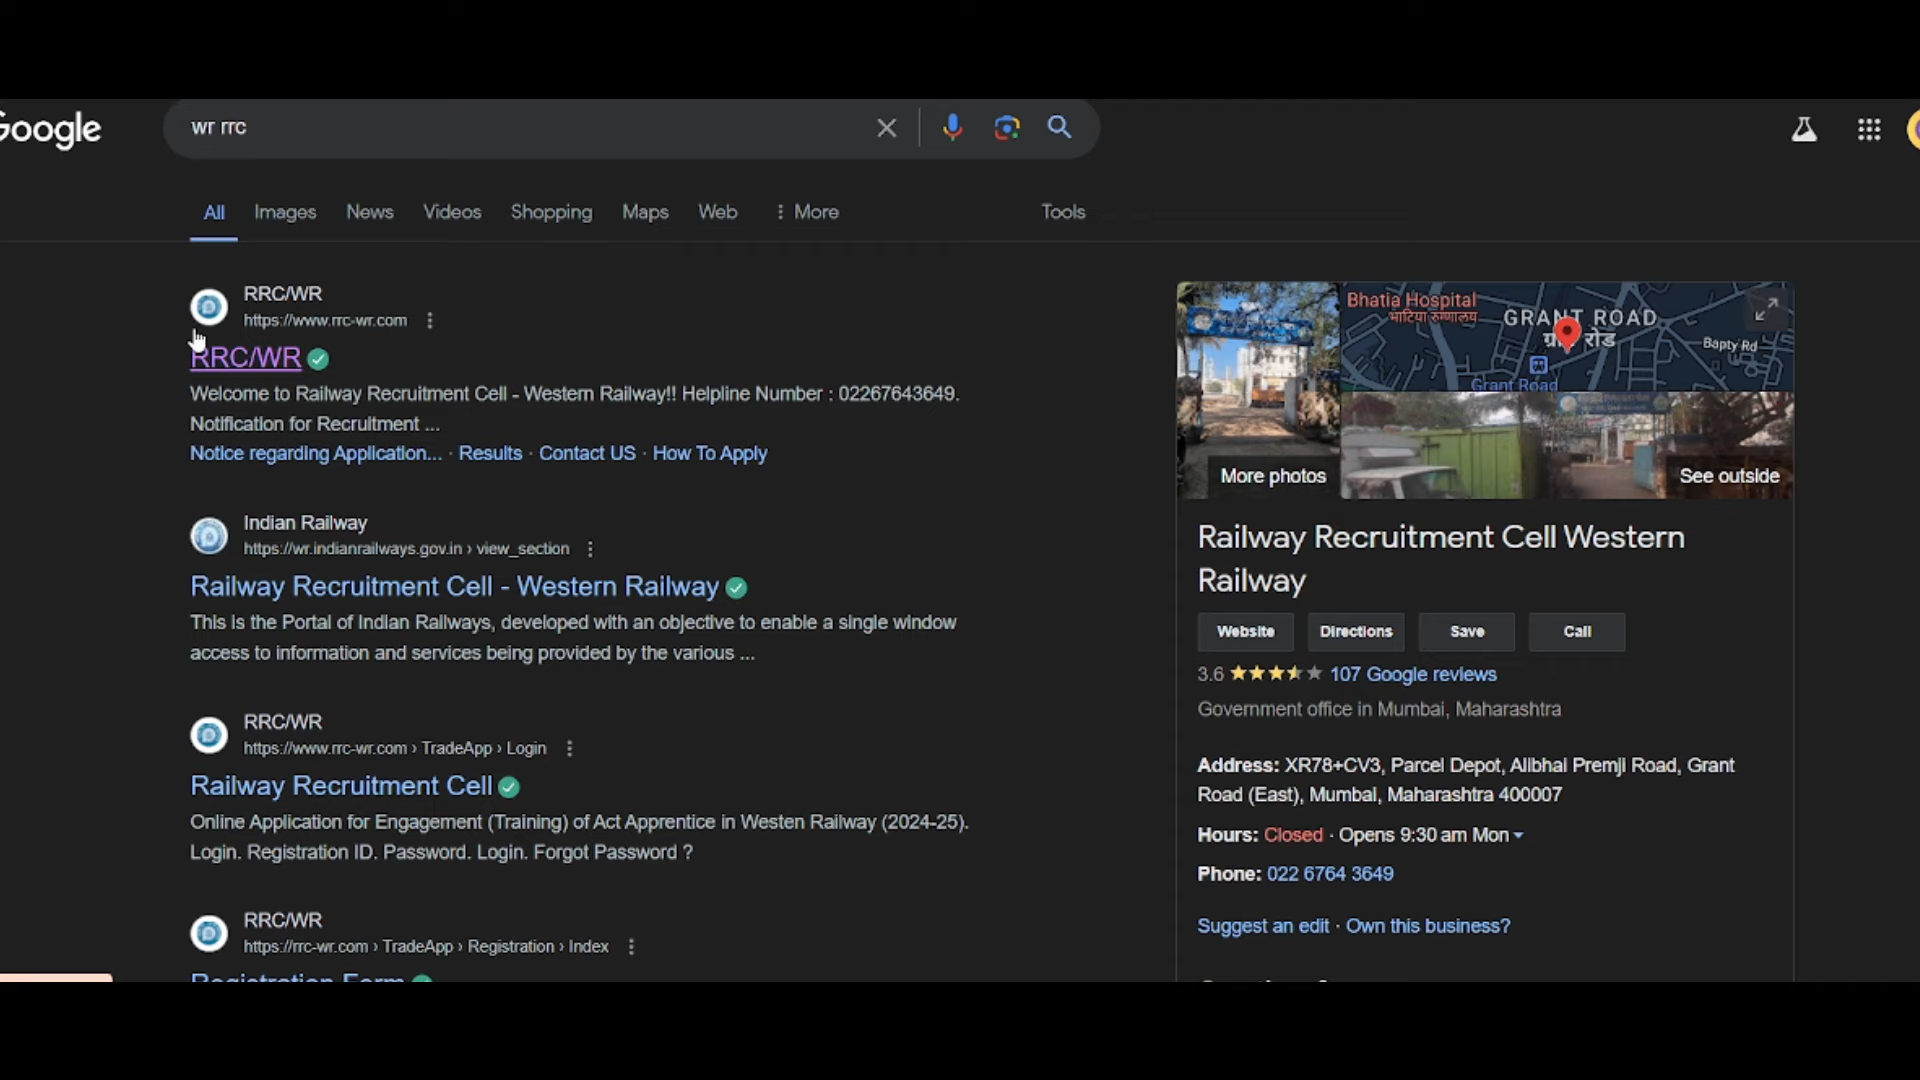 Google
wr rrc
All
Images
News
Videos
Shopping
Maps
Web
More
Tools
RRC/WR
https://www.rrc-wr.com
RRC/WR
Welcome to Railway Recruitment Cell - Western Railway!! Helpline Number : 02267643649.
Notification for Recruitment ...
Notice regarding Application... · Results · Contact US · How To Apply
Indian Railway
https://wr.indianrailways.gov.in › view_section
Railway Recruitment Cell - Western Railway
This is the Portal of Indian Railways, developed with an objective to enable a single window
access to information and services being provided by the various ...
RRC/WR
https://www.rrc-wr.com › TradeApp › Login
Railway Recruitment Cell
Online Application for Engagement (Training) of Act Apprentice in Westen Railway (2024-25).
Login. Registration ID. Password. Login. Forgot Password ?
RRC/WR
https://rrc-wr.com › TradeApp › Registration › Index
Registration Form
Bhatia Hospital
भाटिया रुग्णालय
GRANT ROAD
ग्रँट रोड
Bapty Rd
Grant Road
More photos
See outside
Railway Recruitment Cell Western
Railway
Website
Directions
Save
Call
3.6
107 Google reviews
Government office in Mumbai, Maharashtra
Address: XR78+CV3, Parcel Depot, Alibhai Premji Road, Grant
Road (East), Mumbai, Maharashtra 400007
Hours: Closed · Opens 9:30 am Mon
Phone: 022 6764 3649
Suggest an edit · Own this business?